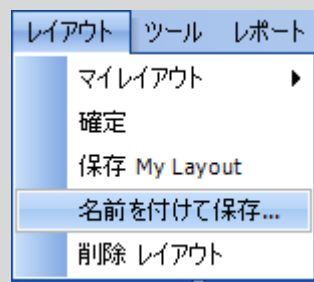 レイアウト ツール レポート
マイレイアウト
確定
保存 My Layout
名前を付けて保存...
削除 レイアウト